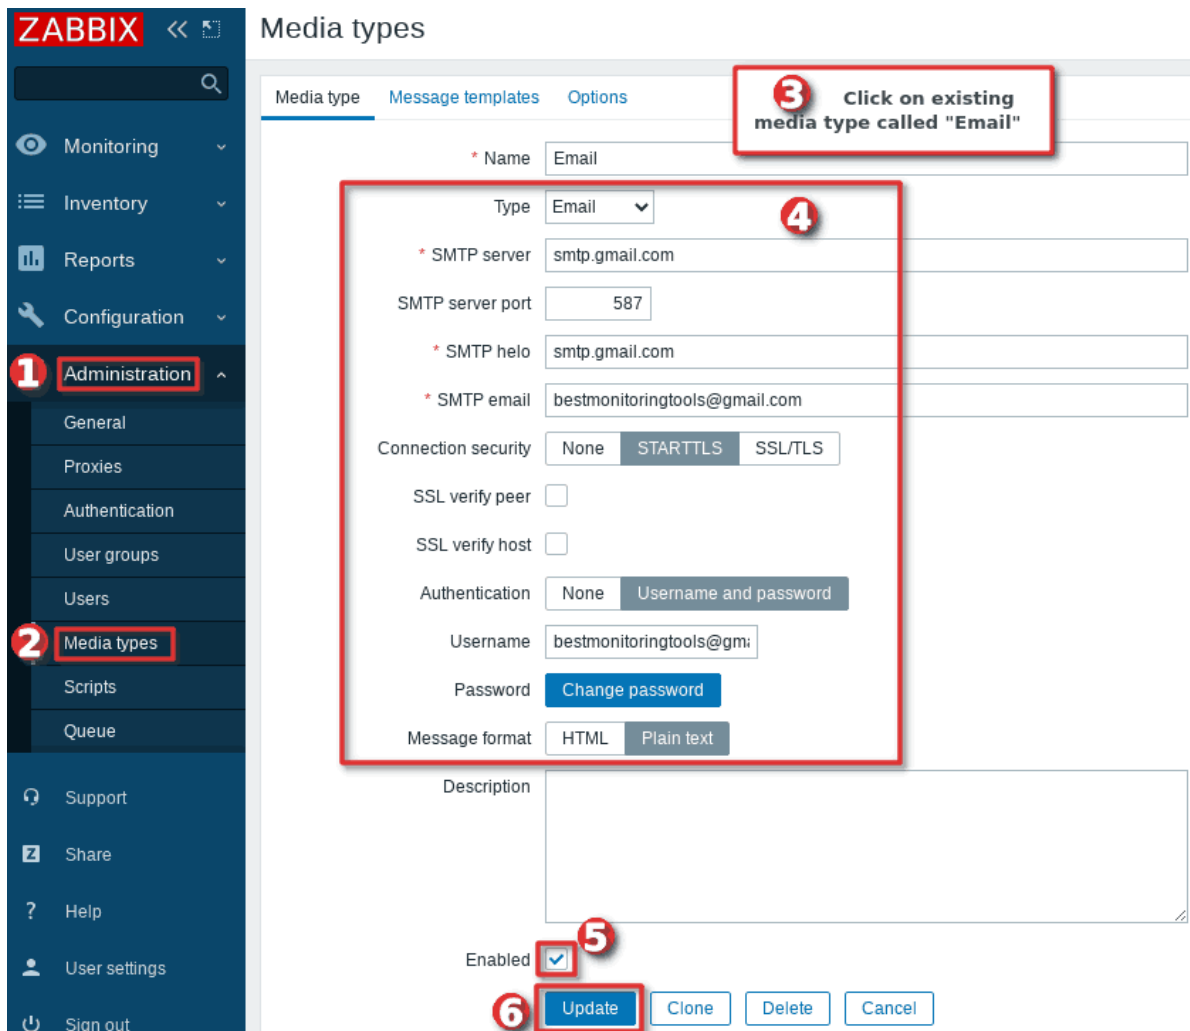 ZABBIX
Monitoring
Inventory
Reports
Configuration
1 Administration
General
Proxies
Authentication
User groups
Users
2 Media types
Scripts
Queue
Support
Z Share
? Help
User settings
Sign out
Media types
Media type Message templates Options
3 Click on existing
media type called "Email"
* Name Email
4
Type Email
* SMTP server smtp.gmail.com
SMTP server port 587
* SMTP helo smtp.gmail.com
* SMTP email bestmonitoringtools@gmail.com
Connection security None STARTTLS SSL/TLS
SSL verify peer
SSL verify host
Authentication None Username and password
Username bestmonitoringtools@gm
Password Change password
Message format HTML Plain text
Description
5
Enabled
6 Update Clone Delete Cancel